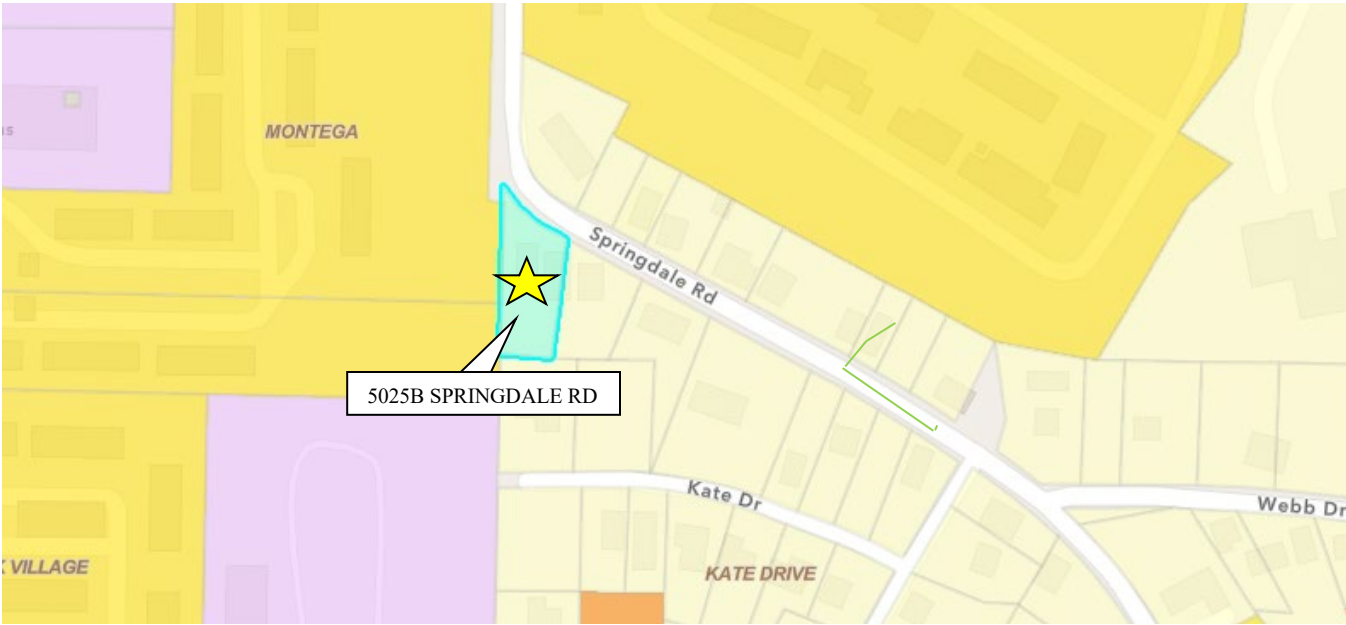 MONTEGA
Springdale Rd
5025B SPRINGDALE RD
Kate Dr
Webb Dr
VILLAGE
KATE DRIVE